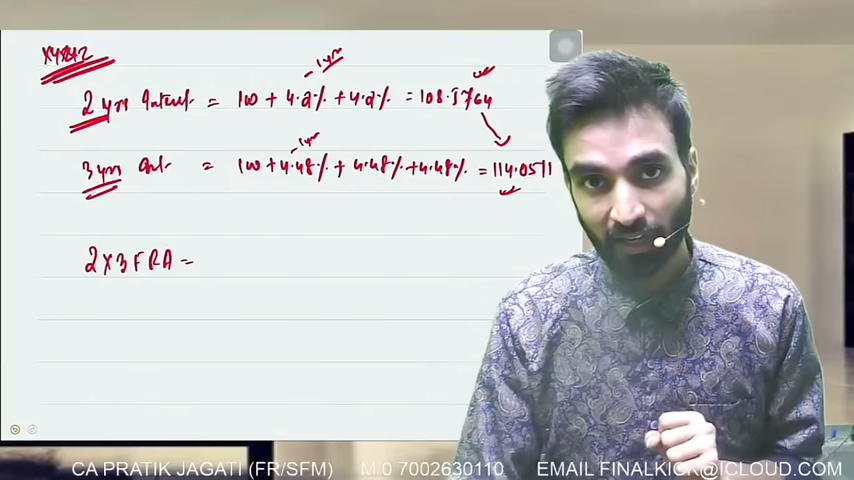 1 yr
2 yrs Interest = 100 + 4.2% + 4.2% = 108.5764
1 yr
3 yrs Int. = 100 + 4.48% + 4.48% + 4.48% = 114.0511
2X3 FRA =
CA PRATIK JAGATI (FR/SFM) M.0 7002630110 EMAIL FINALKICK@ICLOUD.COM